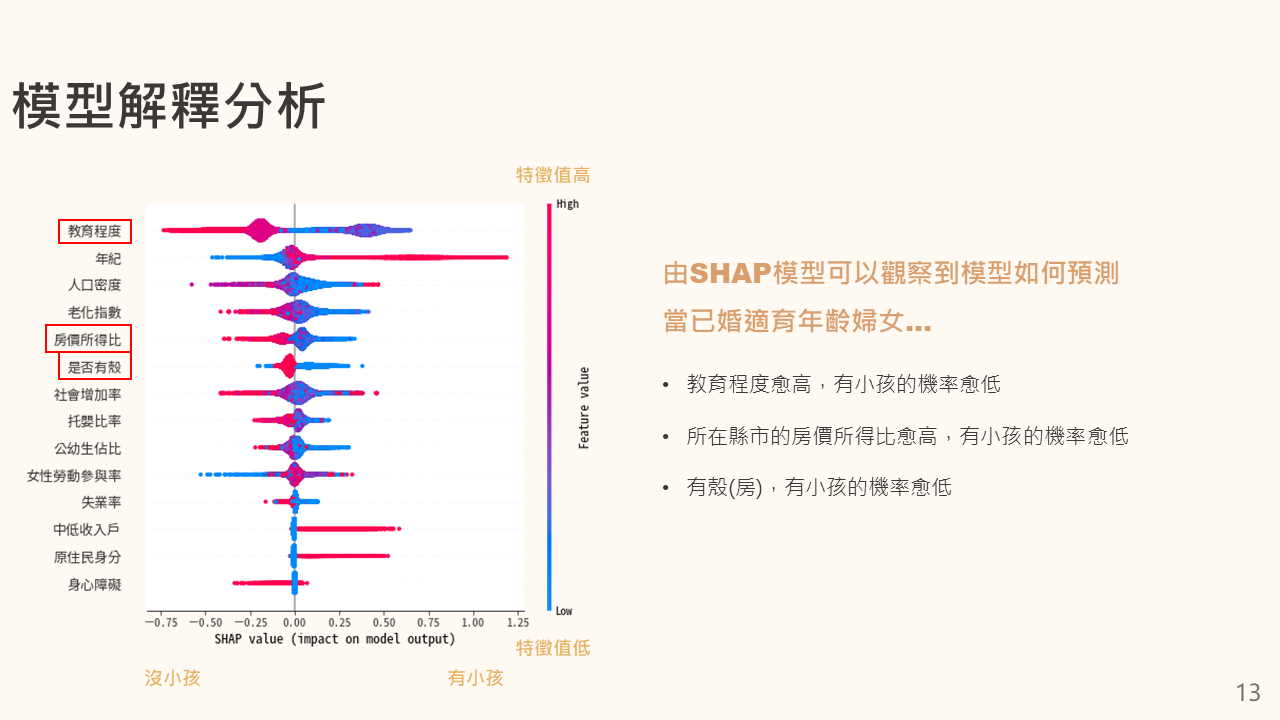 模型解釋分析
特徵值高
High
教育程度
年紀
人口密度
老化指數
房價所得比
是否有殼
社會增加率
托嬰比率
公幼生佔比
女性勞動參與率
失業率
中低收入戶
原住民身分
身心障礙
Feature value
Low
−0.75 −0.50 −0.25 0.00 0.25 0.50 0.75 1.00 1.25
SHAP value (impact on model output)
特徵值低
沒小孩 有小孩
由SHAP模型可以觀察到模型如何預測
當已婚適育年齡婦女...
• 教育程度愈高，有小孩的機率愈低
• 所在縣市的房價所得比愈高，有小孩的機率愈低
• 有殼(房)，有小孩的機率愈低
13